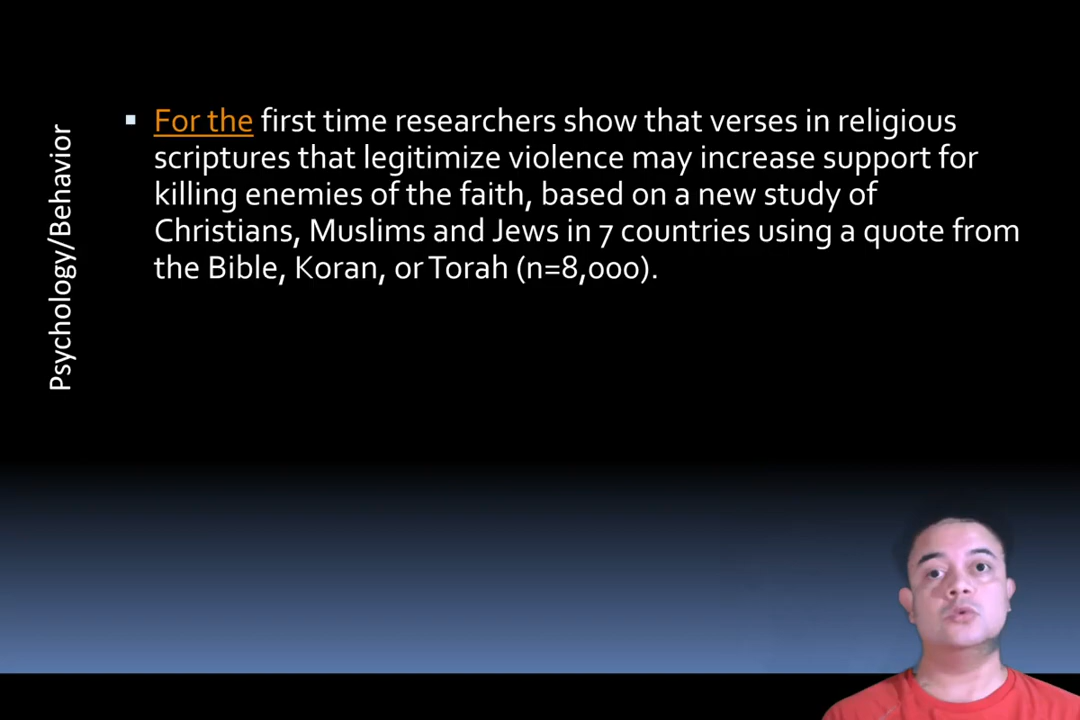 Psychology/Behavior
For the first time researchers show that verses in religious
scriptures that legitimize violence may increase support for
killing enemies of the faith, based on a new study of
Christians, Muslims and Jews in 7 countries using a quote from
the Bible, Koran, or Torah (n=8,000).